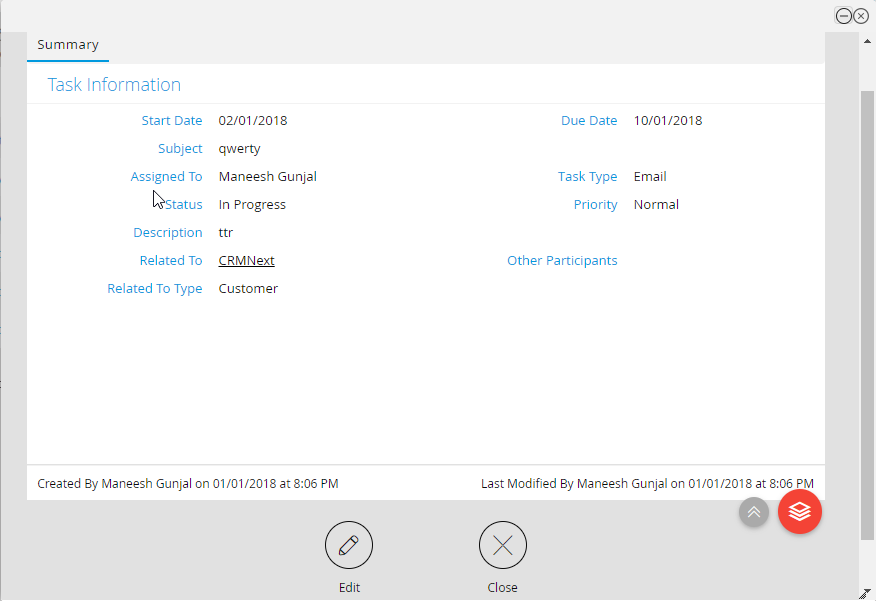 Summary
Task Information
Start Date 02/01/2018 Due Date 10/01/2018
Subject qwerty
Assigned To Maneesh Gunjal Task Type Email
Status In Progress Priority Normal
Description ttr
Related To CRMNext Other Participants
Related To Type Customer
Created By Maneesh Gunjal on 01/01/2018 at 8:06 PM Last Modified By Maneesh Gunjal on 01/01/2018 at 8:06 PM
Edit Close